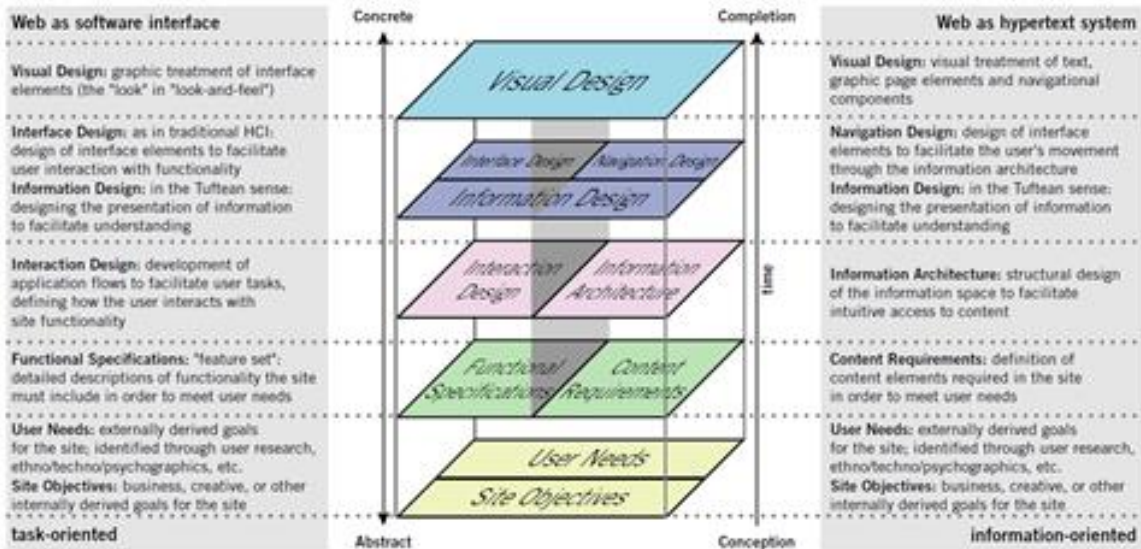 Web as software interface
Concrete
Completion
Web as hypertext system
Visual Design: graphic treatment of interface
elements (the "look" in "look-and-feel")
Interface Design: as in traditional HCI:
design of interface elements to facilitate
user interaction with functionality
Information Design: in the Tuftean sense:
designing the presentation of information
to facilitate understanding
Interaction Design: development of
application flows to facilitate user tasks,
defining how the user interacts with
site functionality
Functional Specifications: "feature set":
detailed descriptions of functionality the site
must include in order to meet user needs
User Needs: externally derived goals
for the site; identified through user research,
ethno/techno/psychographics, etc.
Site Objectives: business, creative, or other
internally derived goals for the site
task-oriented
Visual Design
Interface Design
Navigation Design
Information Design
Interaction
Design
Information
Architecture
Functional
Specifications
Content
Requirements
User Needs
Site Objectives
time
Abstract
Conception
Visual Design: visual treatment of text,
graphic page elements and navigational
components
Navigation Design: design of interface
elements to facilitate the user's movement
through the information architecture
Information Design: in the Tuftean sense:
designing the presentation of information
to facilitate understanding
Information Architecture: structural design
of the information space to facilitate
intuitive access to content
Content Requirements: definition of
content elements required in the site
in order to meet user needs
User Needs: externally derived goals
for the site; identified through user research,
ethno/techno/psychographics, etc.
Site Objectives: business, creative, or other
internally derived goals for the site
information-oriented